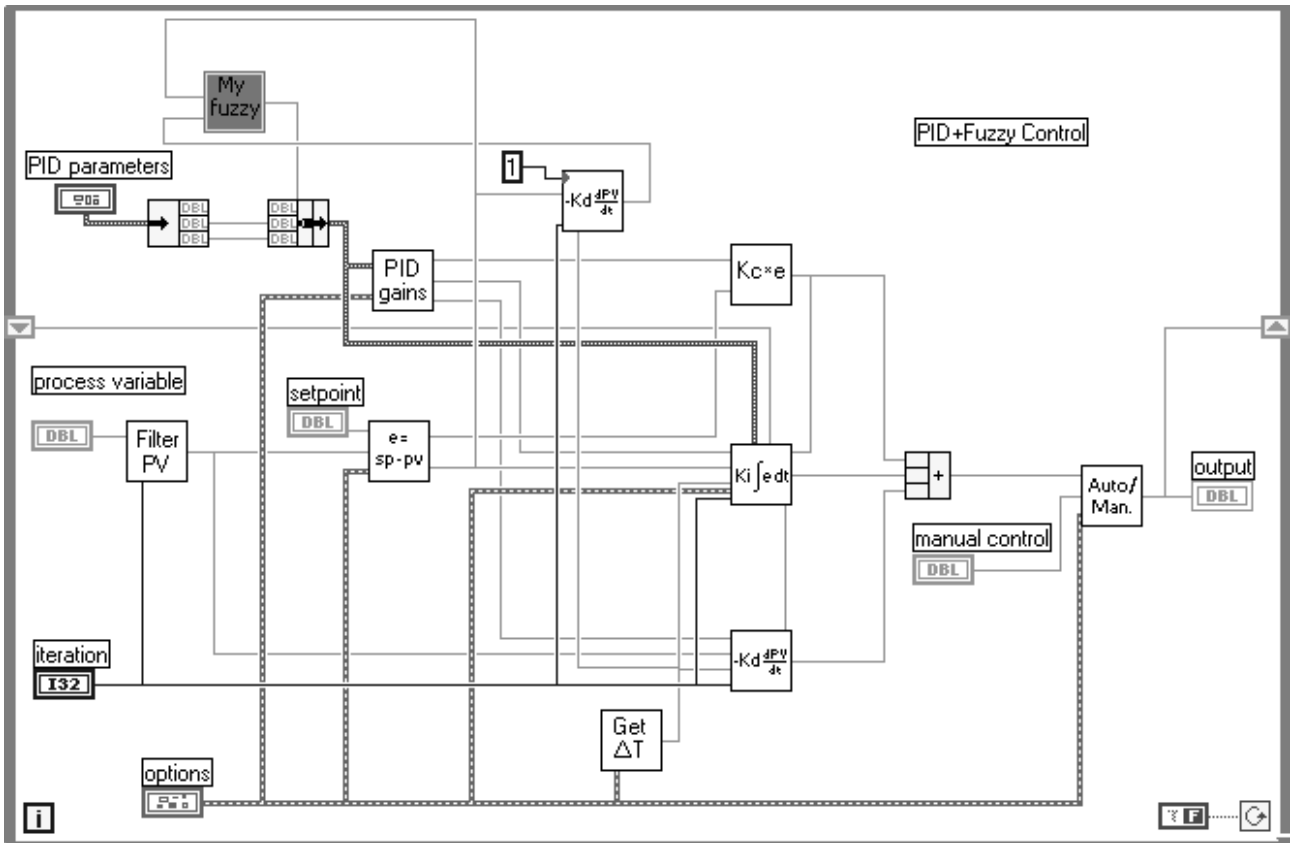 My
fuzzy
PID+Fuzzy Control
PID parameters
1
-Kd dPV
dt
DBL
DBL
DBL
DBL
DBL
DBL
PID
gains
Kc×e
process variable
setpoint
DBL
DBL
Filter
PV
e=
sp-pv
Ki∫edt
+
Auto/
Man.
output
DBL
manual control
DBL
iteration
I32
-Kd dPV
dt
Get
ΔT
options
i
F